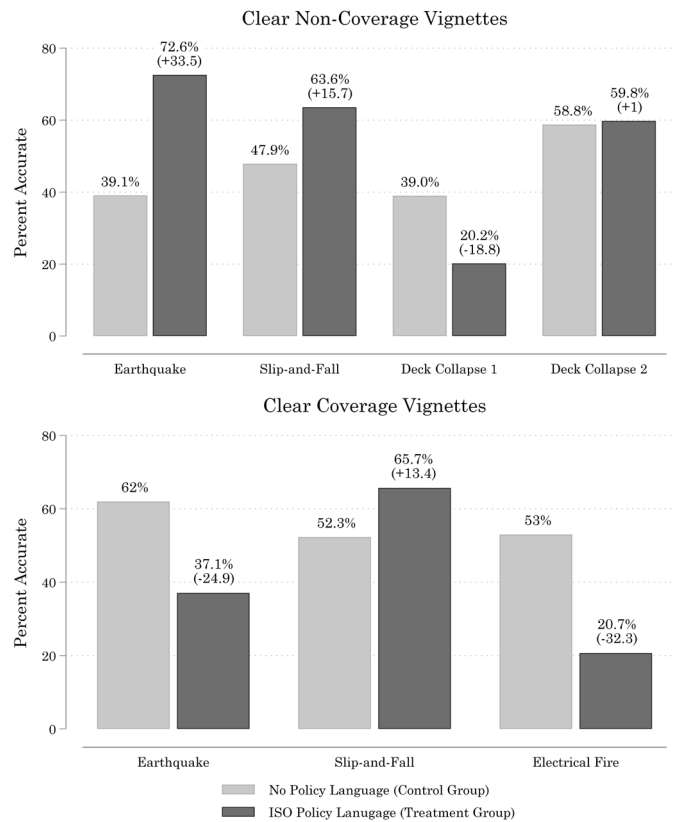 Clear Non-Coverage Vignettes
Percent Accurate
80
60
40
20
0
39.1%
72.6%
(+33.5)
47.9%
63.6%
(+15.7)
39.0%
20.2%
(-18.8)
58.8%
59.8%
(+1)
Earthquake
Slip-and-Fall
Deck Collapse 1
Deck Collapse 2
Clear Coverage Vignettes
Percent Accurate
80
60
40
20
0
62%
37.1%
(-24.9)
52.3%
65.7%
(+13.4)
53%
20.7%
(-32.3)
Earthquake
Slip-and-Fall
Electrical Fire
No Policy Language (Control Group)
ISO Policy Lanugage (Treatment Group)